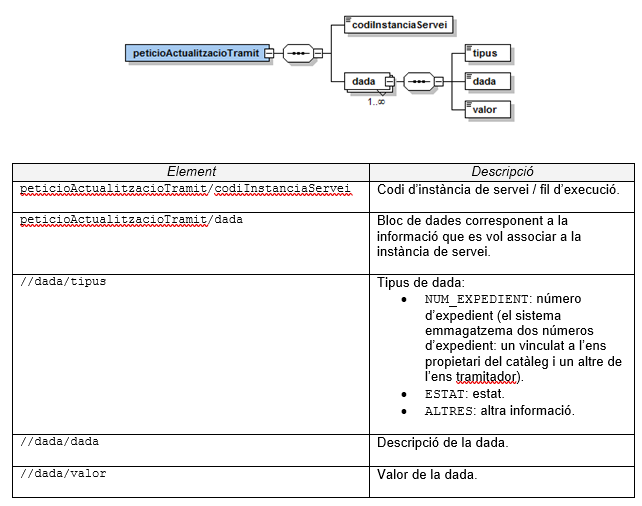 codiInstanciaServei
peticioActualitzacioTramit
tipus
dada
dada
1..∞
valor
Element
Descripció
peticioActualitzacioTramit/codiInstanciaServei
Codi d'instància de servei / fil d'execució.
peticioActualitzacioTramit/dada
Bloc de dades corresponent a la
informació que es vol associar a la
instància de servei.
//dada/tipus
Tipus de dada:
• NUM_EXPEDIENT: número
d'expedient (el sistema
emmagatzema dos números
d'expedient: un vinculat a l'ens
propietari del catàleg i un altre de
l'ens tramitador).
• ESTAT: estat.
• ALTRES: altra informació.
//dada/dada
Descripció de la dada.
//dada/valor
Valor de la dada.